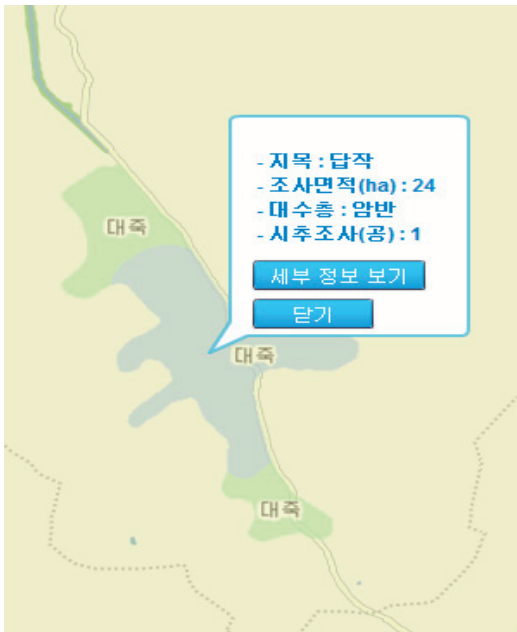 - 지목 : 답작
- 조사면적(ha) : 24
- 대수층 : 암반
- 시추조사(공) : 1
세부 정보 보기
닫기
대죽
대죽
대죽